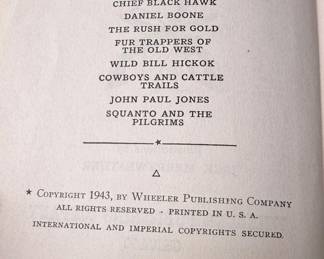 CHIEF BLACK HAWK
DANIEL BOONE
THE RUSH FOR GOLD
FUR TRAPPERS OF
THE OLD WEST
WILD BILL HICKOK
COWBOYS AND CATTLE
TRAILS
JOHN PAUL JONES
SQUANTO AND THE
PILGRIMS
* COPYRIGHT 1943, BY WHEELER PUBLISHING COMPANY
ALL RIGHTS RESERVED - PRINTED IN U. S. A.
INTERNATIONAL AND IMPERIAL COPYRIGHTS SECURED.